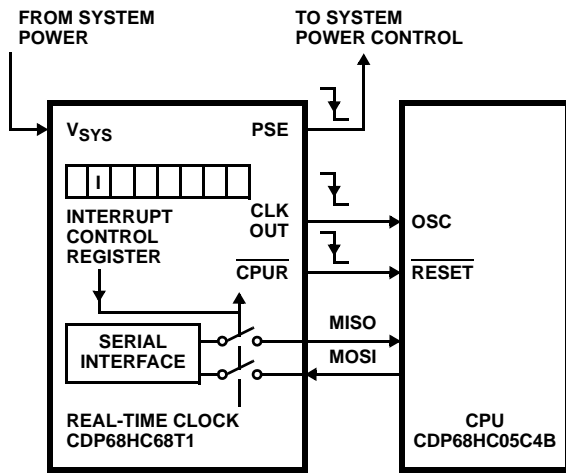 FROM SYSTEM
POWER
TO SYSTEM
POWER CONTROL
VSYS
PSE
I
INTERRUPT
CONTROL
REGISTER
CLK
OUT
CPUR
OSC
RESET
SERIAL
INTERFACE
MISO
MOSI
REAL-TIME CLOCK
CDP68HC68T1
CPU
CDP68HC05C4B